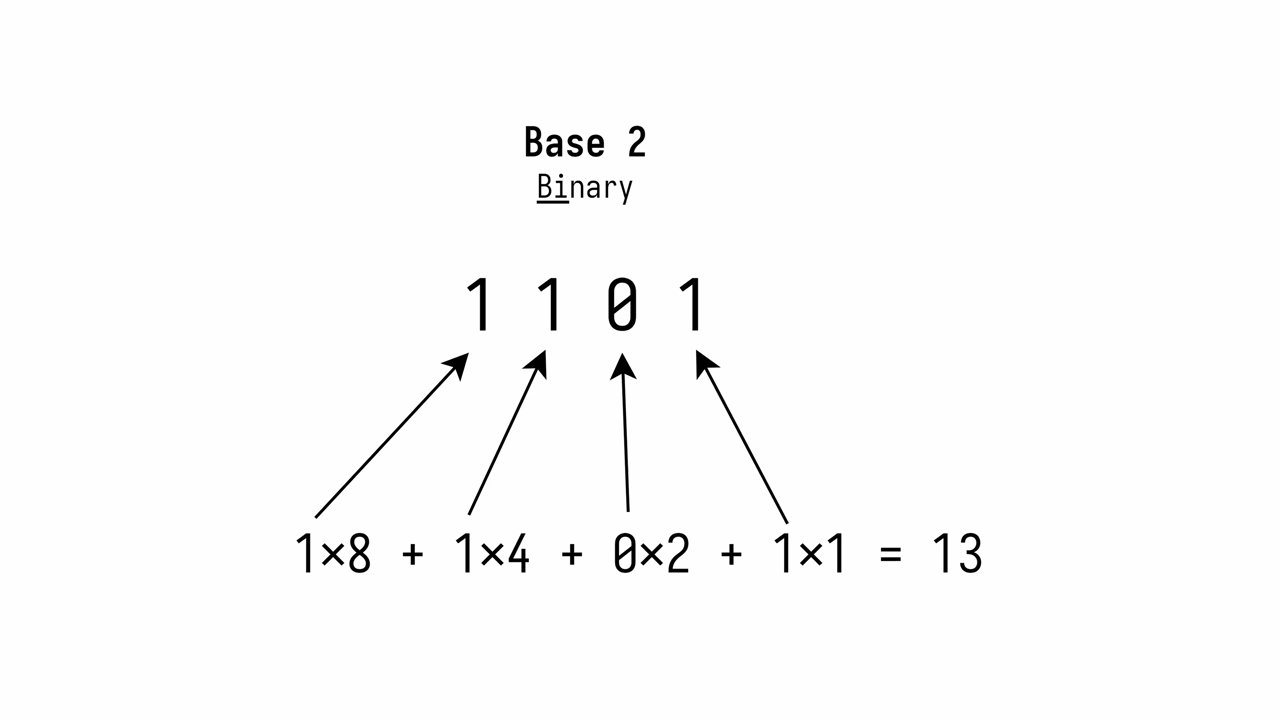 Base 2
Binary
1 1 0 1
1×8 + 1×4 + 0×2 + 1×1 = 13